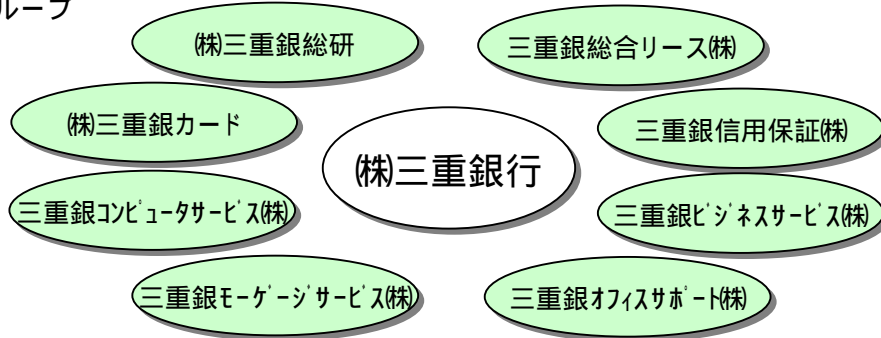 ループ
㈱三重銀総研
三重銀総合リース㈱
㈱三重銀カード
三重銀信用保証㈱
㈱三重銀行
三重銀ｺﾝﾋﾟｭｰﾀｻｰﾋﾞｽ㈱
三重銀ﾋﾞｼﾞﾈｽｻｰﾋﾞｽ㈱
三重銀ﾓｰｹﾞｰｼﾞｻｰﾋﾞｽ㈱
三重銀ｵﾌｨｽｻﾎﾟｰﾄ㈱